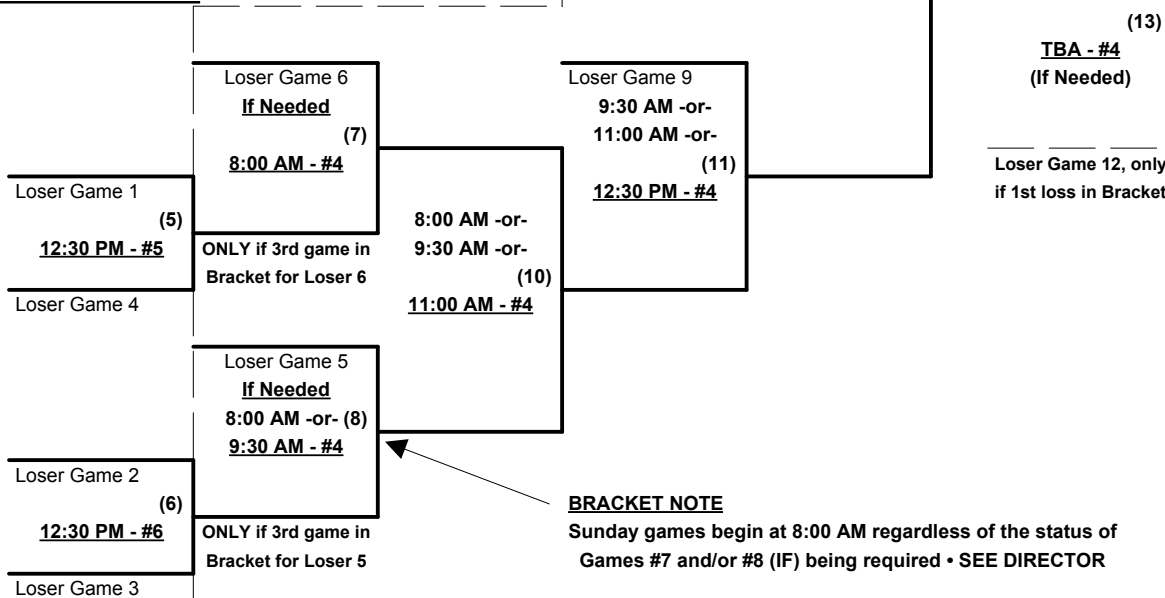 (13)
TBA - #4
(If Needed)
Loser Game 12, only
if 1st loss in Bracket
Loser Game 6
If Needed
(7)
8:00 AM - #4
ONLY if 3rd game in
Bracket for Loser 6
Loser Game 9
9:30 AM -or-
11:00 AM -or-
(11)
12:30 PM - #4
Loser Game 1
(5)
12:30 PM - #5
Loser Game 4
8:00 AM -or-
9:30 AM -or-
(10)
11:00 AM - #4
Loser Game 5
If Needed
8:00 AM -or- (8)
9:30 AM - #4
ONLY if 3rd game in
Bracket for Loser 5
Loser Game 2
(6)
12:30 PM - #6
Loser Game 3
BRACKET NOTE
Sunday games begin at 8:00 AM regardless of the status of
Games #7 and/or #8 (IF) being required • SEE DIRECTOR